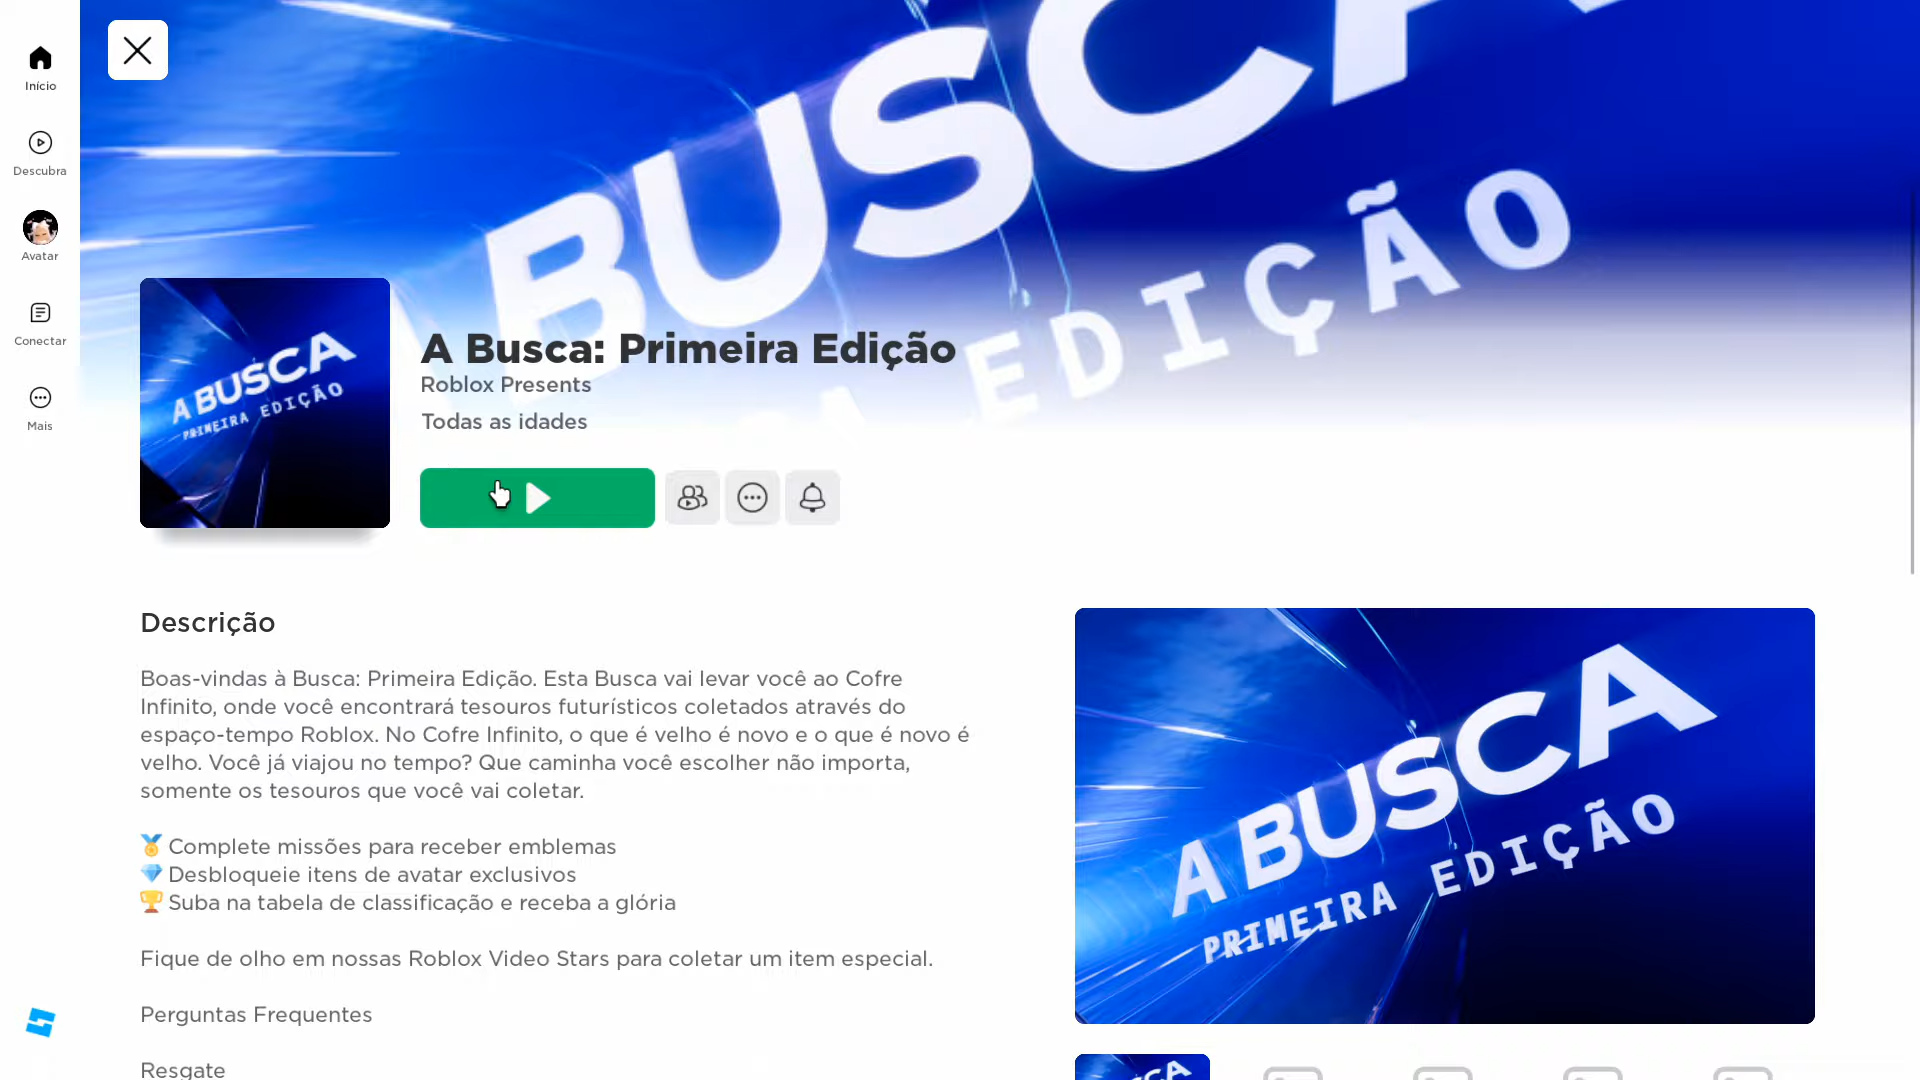 Início
Descubra
Avatar
Conectar
Mais
BUSCA
EDIÇÃO
A BUSCA
PRIMEIRA EDIÇÃO
A Busca: Primeira Edição
Roblox Presents
Todas as idades
Descrição
Boas-vindas à Busca: Primeira Edição. Esta Busca vai levar você ao Cofre
Infinito, onde você encontrará tesouros futurísticos coletados através do
espaço-tempo Roblox. No Cofre Infinito, o que é velho é novo e o que é novo é
velho. Você já viajou no tempo? Que caminha você escolher não importa,
somente os tesouros que você vai coletar.
🏅Complete missões para receber emblemas
💎Desbloqueie itens de avatar exclusivos
🏆Suba na tabela de classificação e receba a glória
Fique de olho em nossas Roblox Video Stars para coletar um item especial.
Perguntas Frequentes
Resgate
A BUSCA
PRIMEIRA EDIÇÃO